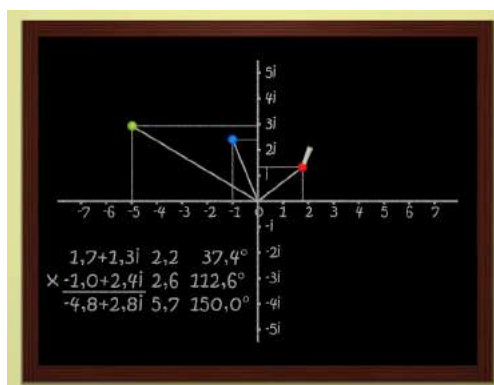 5i
4i
3i
2i
i
-7 -6 -5 -4 -3 -2 -1 0 1 2 3 4 5 6 7
-i
-2i
-3i
-4i
-5i
1,7+1,3i 2,2 37,4°
×-1,0+2,4i 2,6 112,6°
-4,8+2,8i 5,7 150,0°